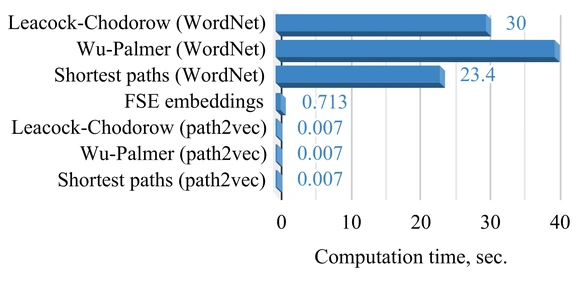 Leacock-Chodorow (WordNet) 30
Wu-Palmer (WordNet)
Shortest paths (WordNet) 23.4
FSE embeddings 0.713
Leacock-Chodorow (path2vec) 0.007
Wu-Palmer (path2vec) 0.007
Shortest paths (path2vec) 0.007
0 10 20 30 40
Computation time, sec.